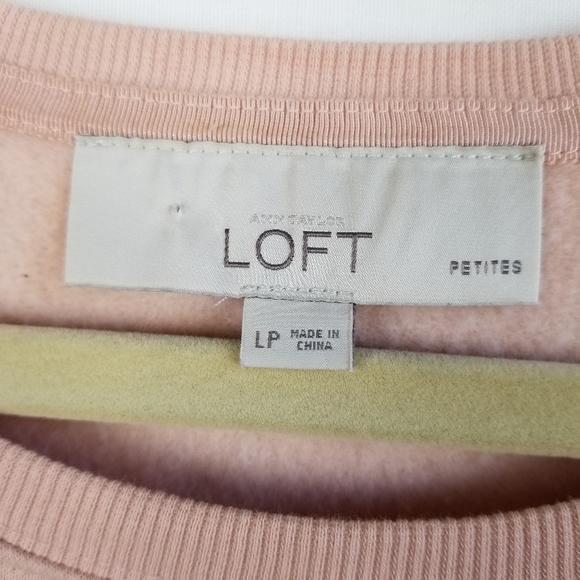 ANN TAYLOR
LOFT
PETITES
LP MADE IN
CHINA